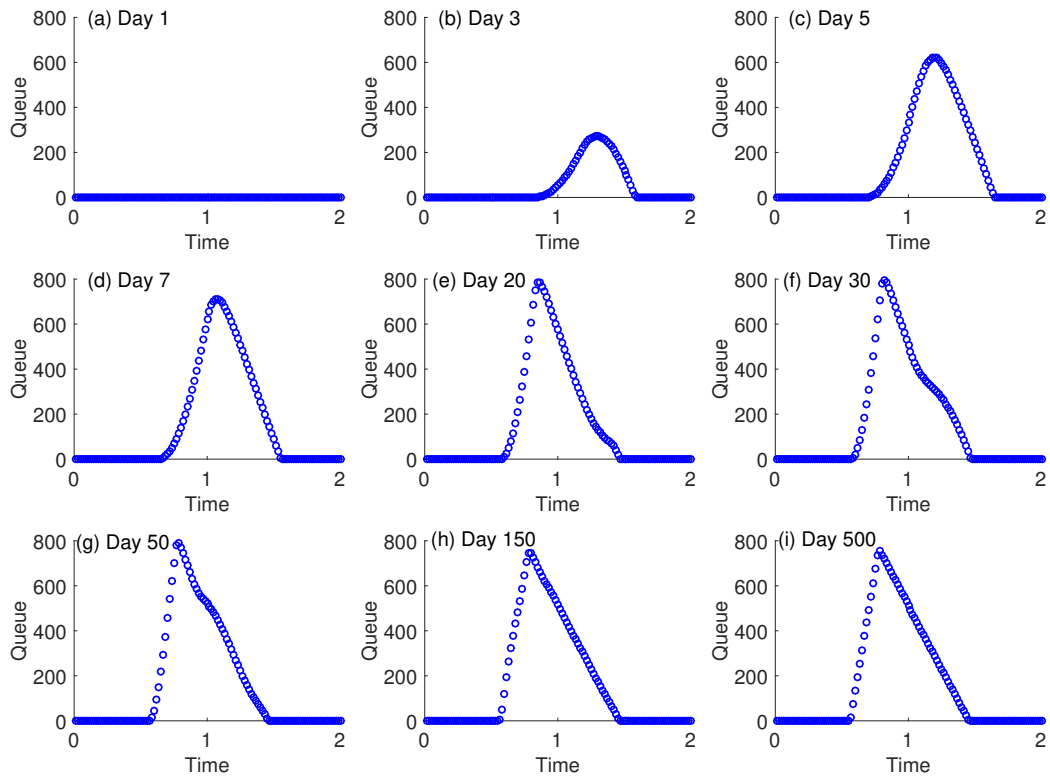 (a) Day 1
800
600
400
200
0
Queue
0
1
2
Time
(b) Day 3
800
600
400
200
0
Queue
0
1
2
Time
(c) Day 5
800
600
400
200
0
Queue
0
1
2
Time
(d) Day 7
800
600
400
200
0
Queue
0
1
2
Time
(e) Day 20
800
600
400
200
0
Queue
0
1
2
Time
(f) Day 30
800
600
400
200
0
Queue
0
1
2
Time
(g) Day 50
800
600
400
200
0
Queue
0
1
2
Time
(h) Day 150
800
600
400
200
0
Queue
0
1
2
Time
(i) Day 500
800
600
400
200
0
Queue
0
1
2
Time